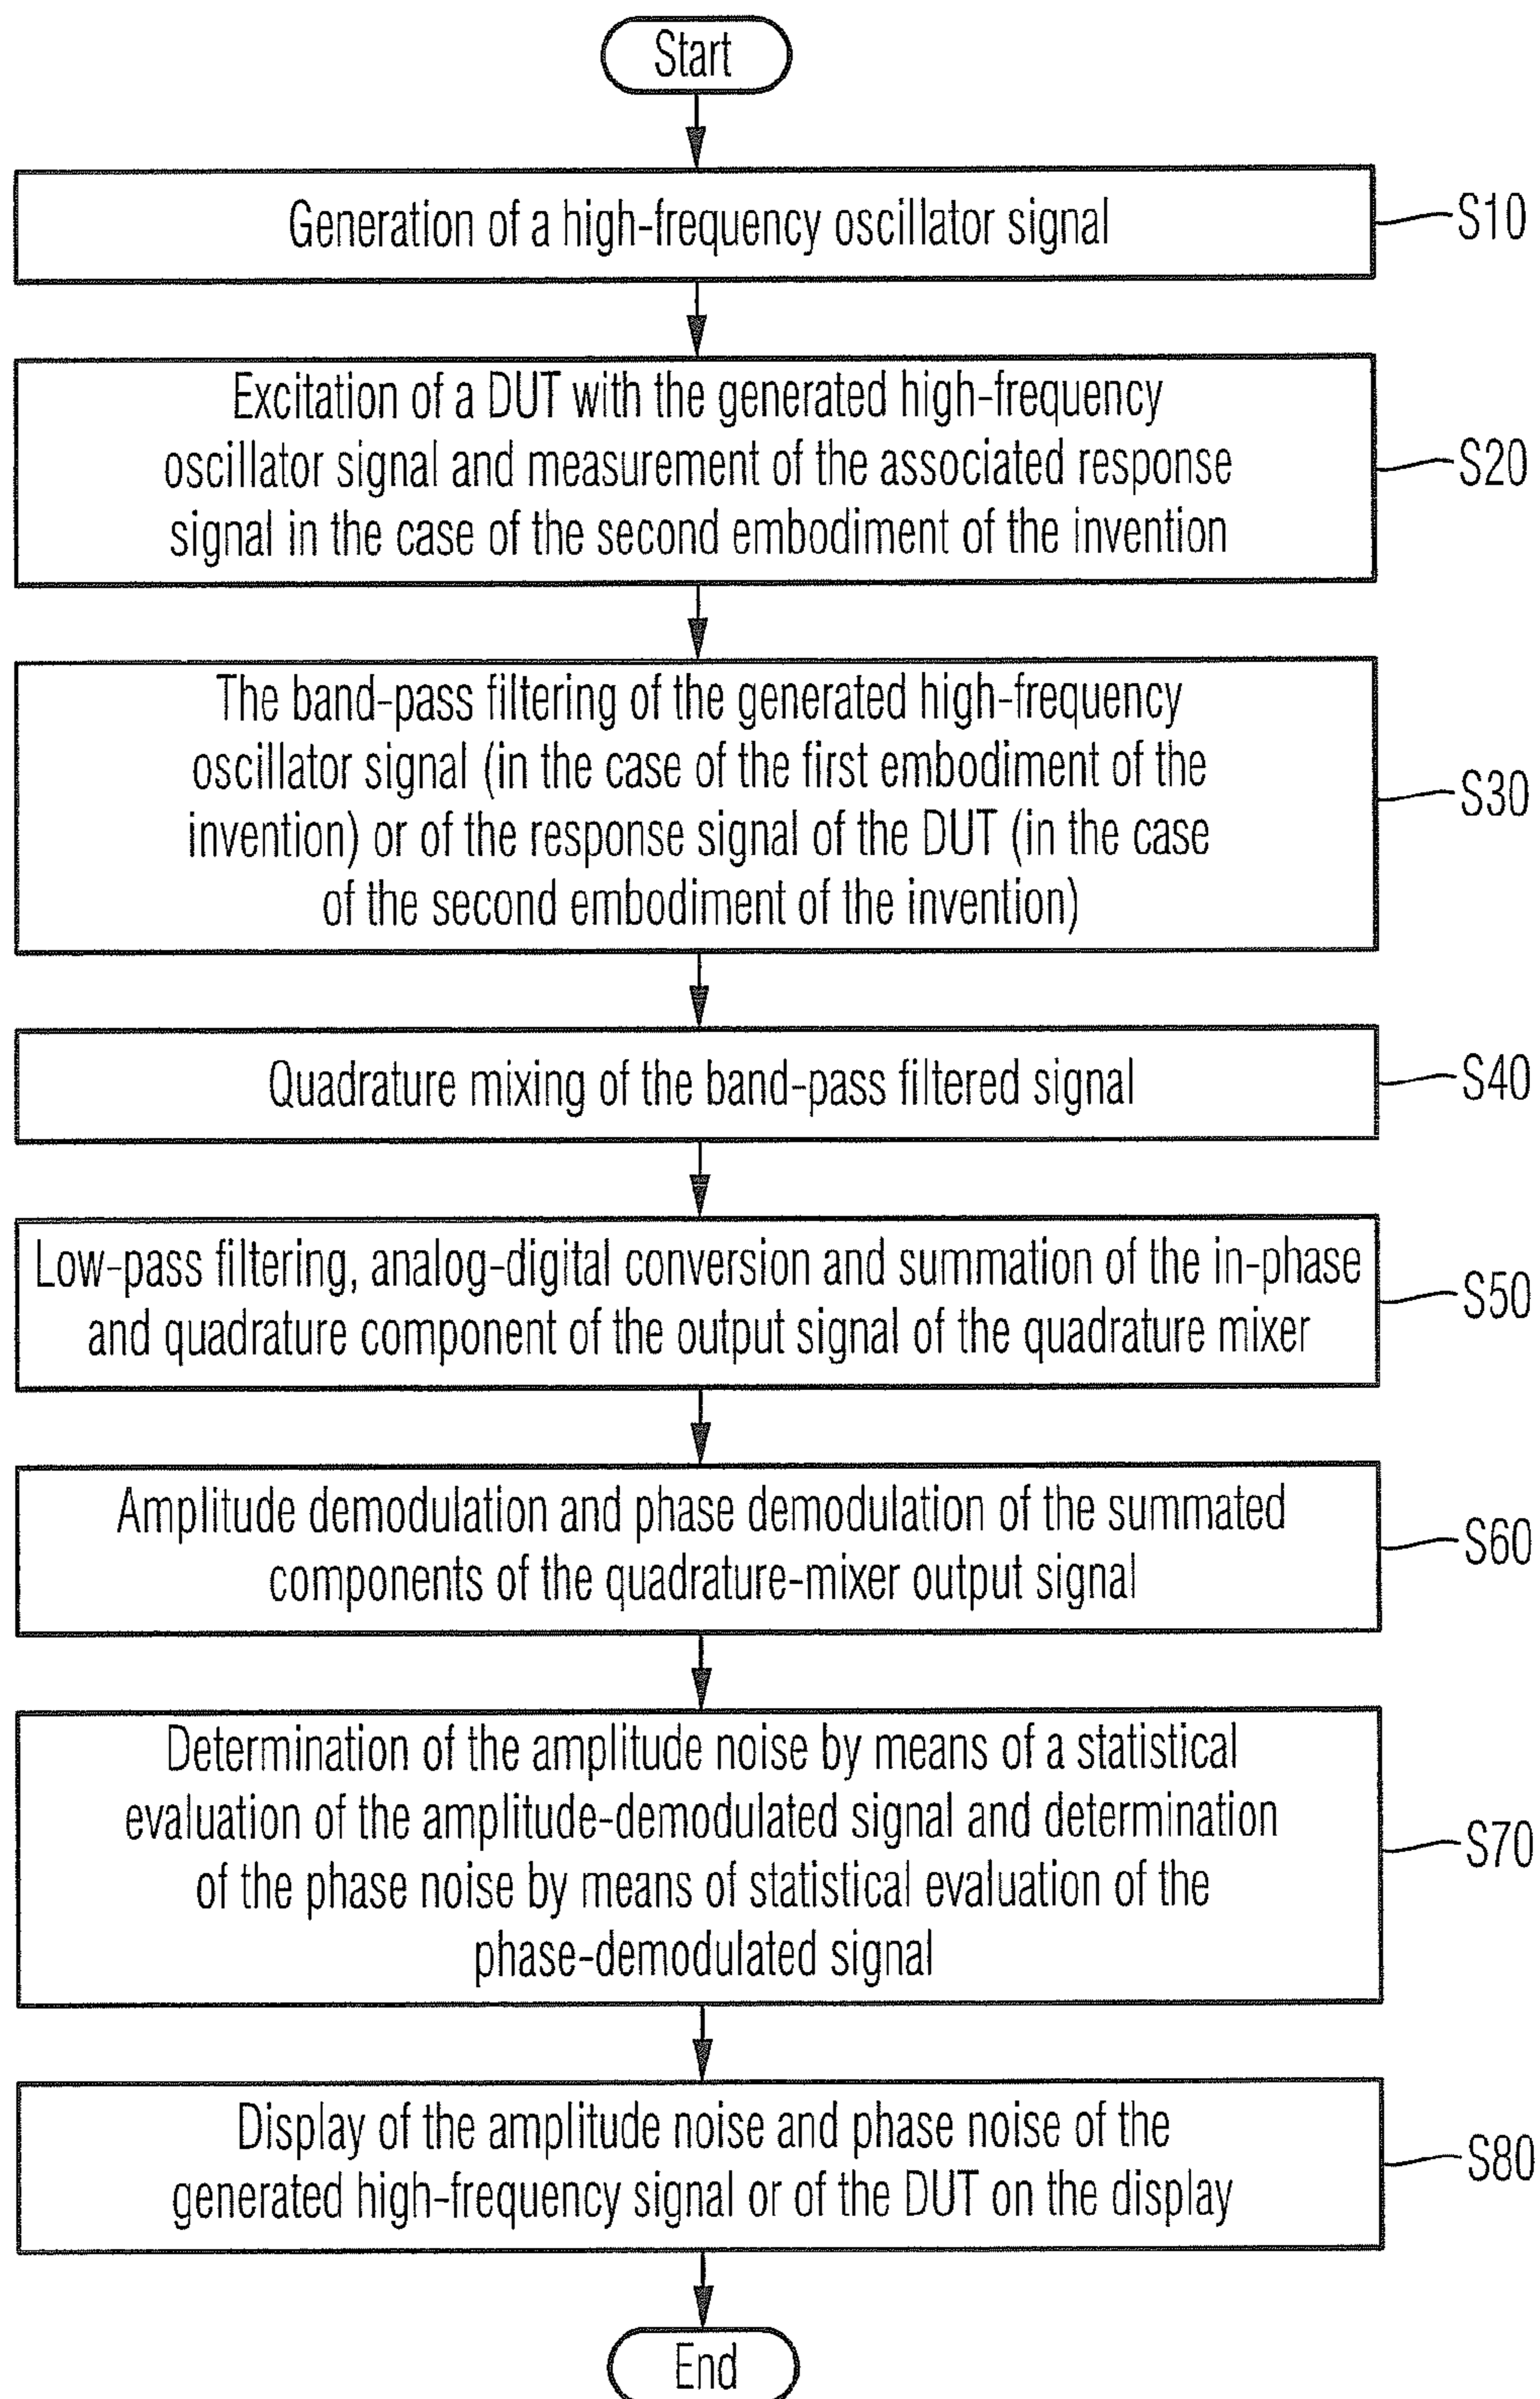 Start
Generation of a high-frequency oscillator signal
S10
Excitation of a DUT with the generated high-frequency
oscillator signal and measurement of the associated response
signal in the case of the second embodiment of the invention
S20
The band-pass filtering of the generated high-frequency
oscillator signal (in the case of the first embodiment of the
invention) or of the response signal of the DUT (in the case
of the second embodiment of the invention)
S30
Quadrature mixing of the band-pass filtered signal
S40
Low-pass filtering, analog-digital conversion and summation of the in-phase
and quadrature component of the output signal of the quadrature mixer
S50
Amplitude demodulation and phase demodulation of the summated
components of the quadrature-mixer output signal
S60
Determination of the amplitude noise by means of a statistical
evaluation of the amplitude-demodulated signal and determination
of the phase noise by means of statistical evaluation of the
phase-demodulated signal
S70
Display of the amplitude noise and phase noise of the
generated high-frequency signal or of the DUT on the display
S80
End